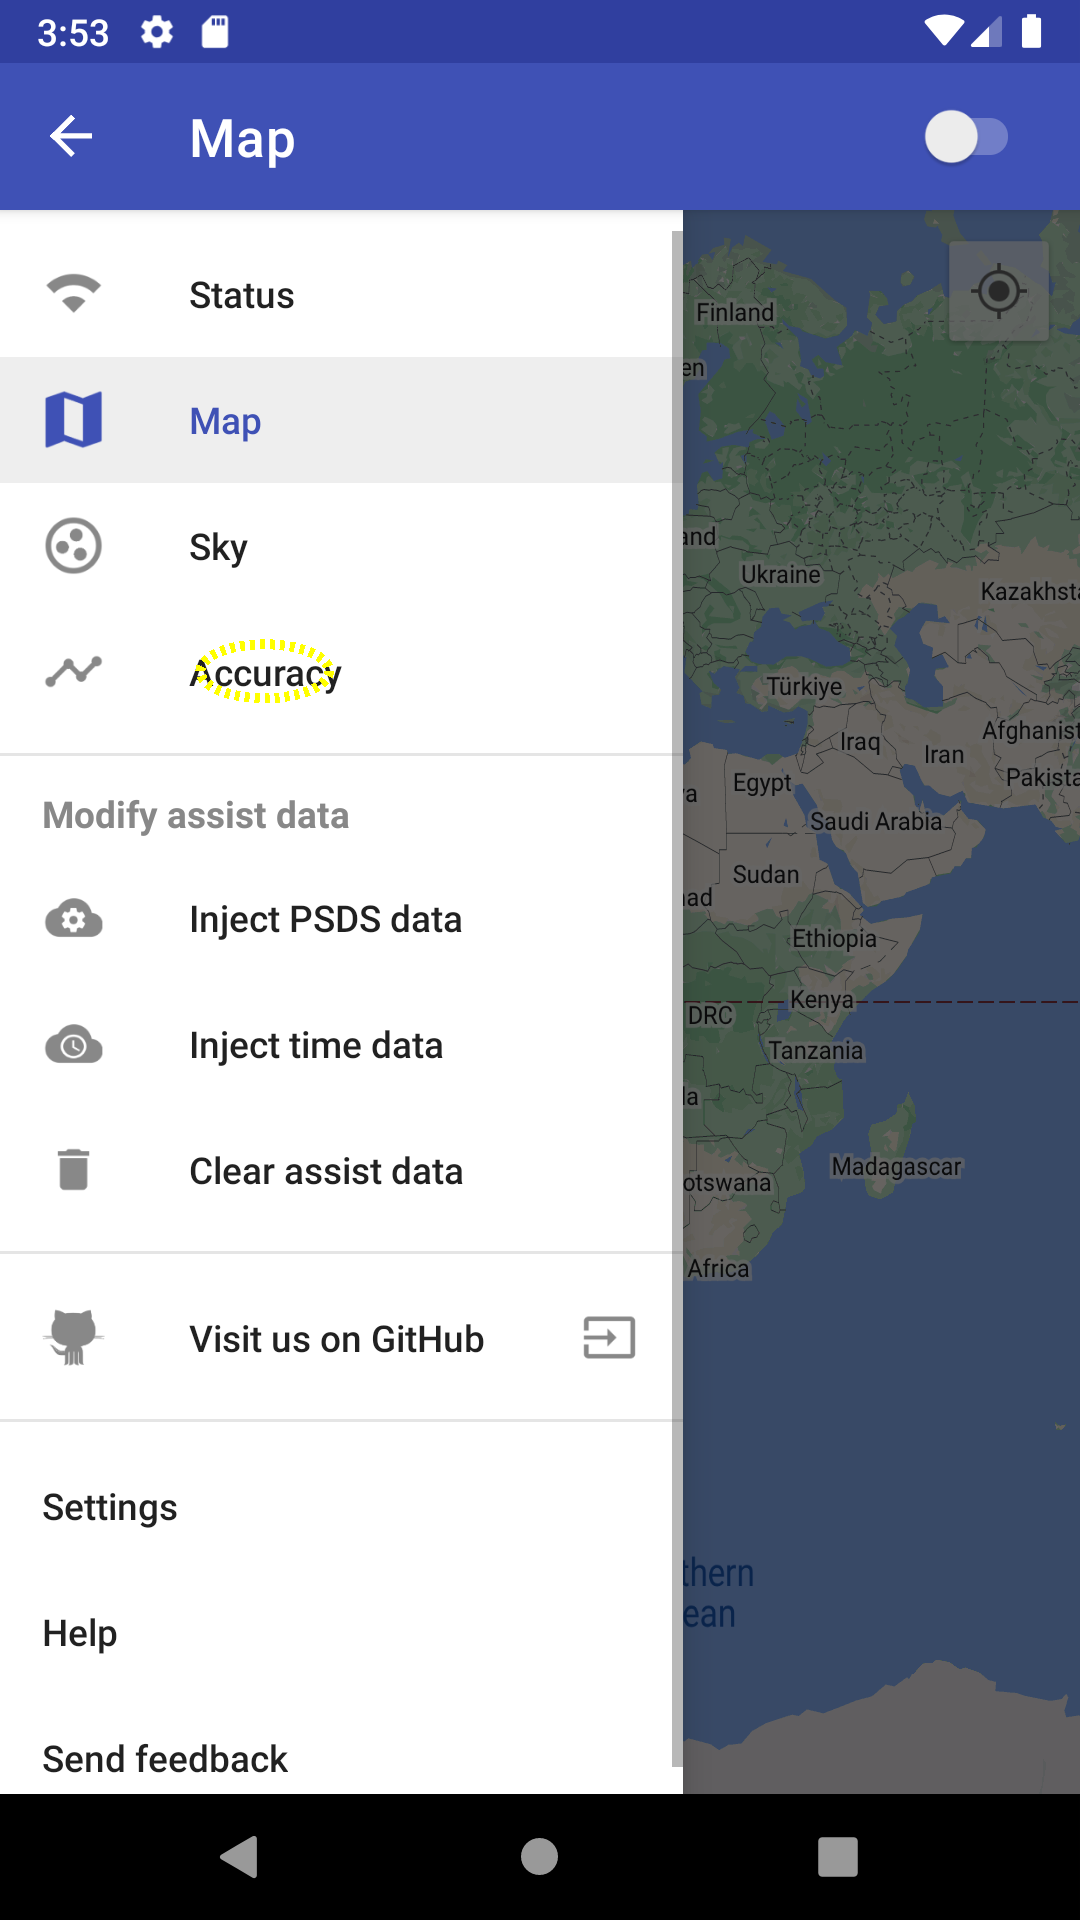 3:53
Map
Status
Map
Sky
Accuracy
Modify assist data
Inject PSDS data
Inject time data
Clear assist data
Visit us on GitHub
Settings
Help
Send feedback
Finland
en
and
Ukraine
Kazakhsta
Türkiye
Afghanist
Iraq
Iran
Pakista
Egypt
a
Saudi Arabia
Sudan
ad
Ethiopia
Kenya
DRC
Tanzania
la
Madagascar
otswana
Africa
thern
ean